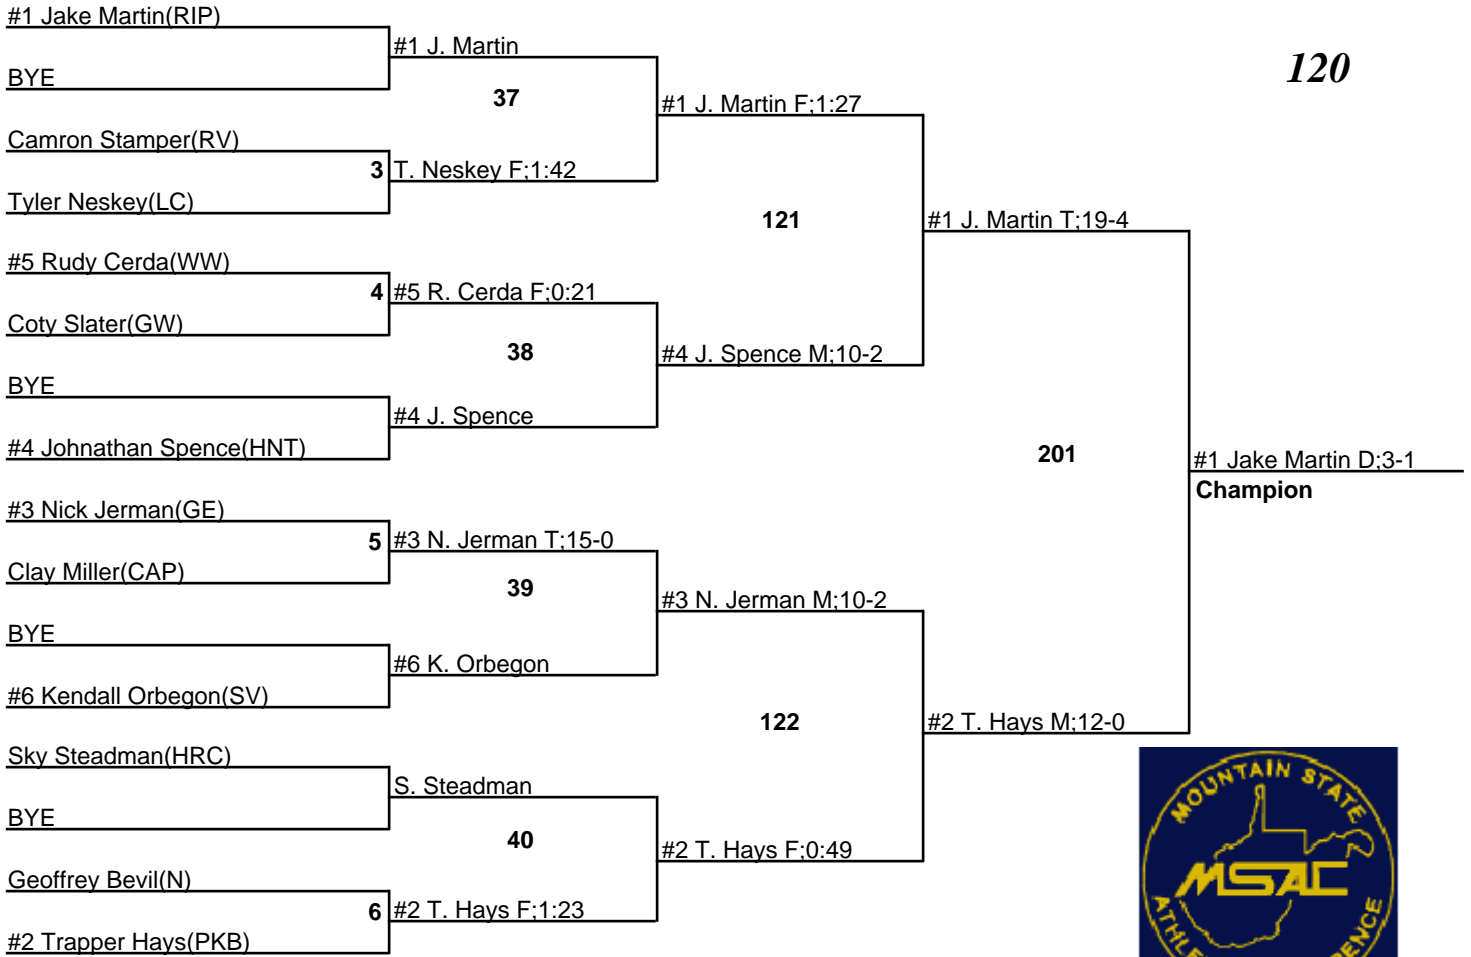 #1 Jake Martin(RIP)
BYE
Camron Stamper(RV)
Tyler Neskey(LC)
#5 Rudy Cerda(WW)
Coty Slater(GW)
BYE
#4 Johnathan Spence(HNT)
#3 Nick Jerman(GE)
Clay Miller(CAP)
BYE
#6 Kendall Orbegon(SV)
Sky Steadman(HRC)
BYE
Geoffrey Bevil(N)
#2 Trapper Hays(PKB)
3
4
5
6
#1 J. Martin
T. Neskey F;1:42
#5 R. Cerda F;0:21
#4 J. Spence
#3 N. Jerman T;15-0
#6 K. Orbegon
S. Steadman
#2 T. Hays F;1:23
37
38
39
40
#1 J. Martin F;1:27
#4 J. Spence M;10-2
#3 N. Jerman M;10-2
#2 T. Hays F;0:49
121
122
#1 J. Martin T;19-4
#2 T. Hays M;12-0
201
#1 Jake Martin D;3-1
Champion
120
MOUNTAIN STATE
MSAC